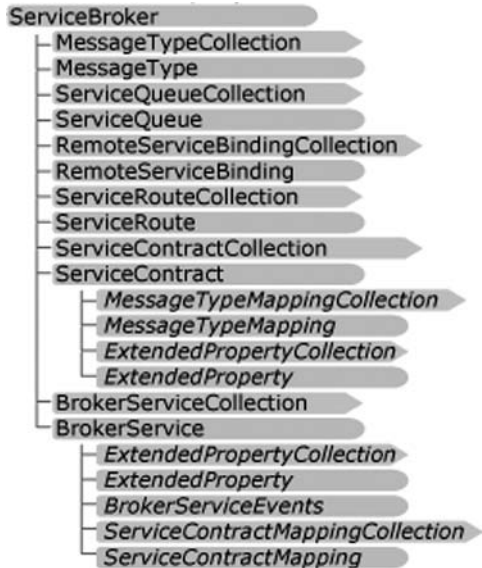 ServiceBroker
MessageTypeCollection
MessageType
ServiceQueueCollection
ServiceQueue
RemoteServiceBindingCollection
RemoteServiceBinding
ServiceRouteCollection
ServiceRoute
ServiceContractCollection
ServiceContract
MessageTypeMappingCollection
MessageTypeMapping
ExtendedPropertyCollection
ExtendedProperty
BrokerServiceCollection
BrokerService
ExtendedPropertyCollection
ExtendedProperty
BrokerServiceEvents
ServiceContractMappingCollection
ServiceContractMapping